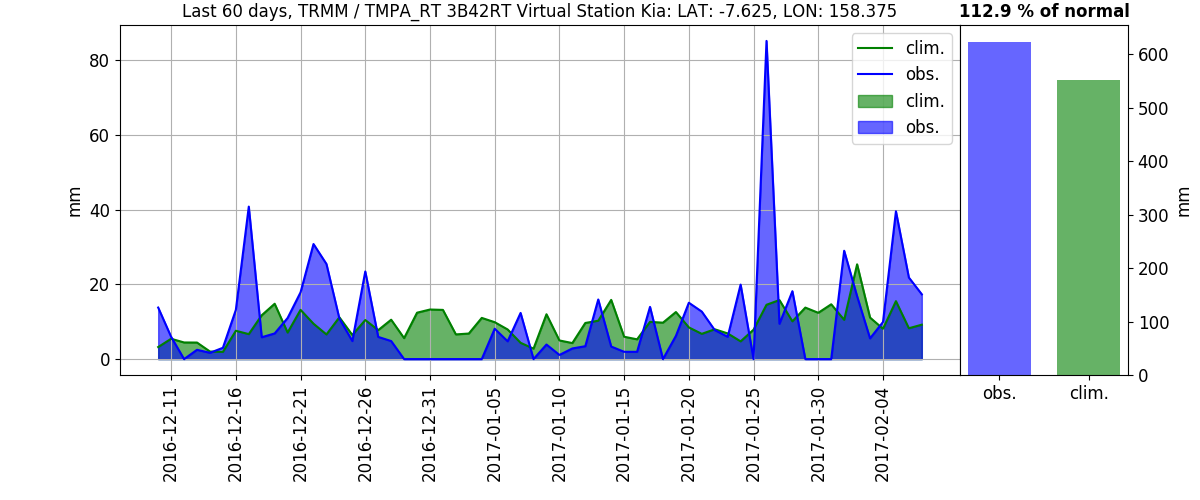 Last 60 days, TRMM / TMPA_RT 3B42RT Virtual Station Kia: LAT: -7.625, LON: 158.375
112.9 % of normal
clim.
obs.
clim.
obs.
mm
80
60
40
20
0
2016-12-11
2016-12-16
2016-12-21
2016-12-26
2016-12-31
2017-01-05
2017-01-10
2017-01-15
2017-01-20
2017-01-25
2017-01-30
2017-02-04
600
500
400
300
200
100
0
mm
obs.
clim.